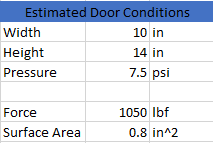 Estimated Door Conditions
Width 10 in
Height 14 in
Pressure 7.5 psi
Force 1050 lbf
Surface Area 0.8 in^2